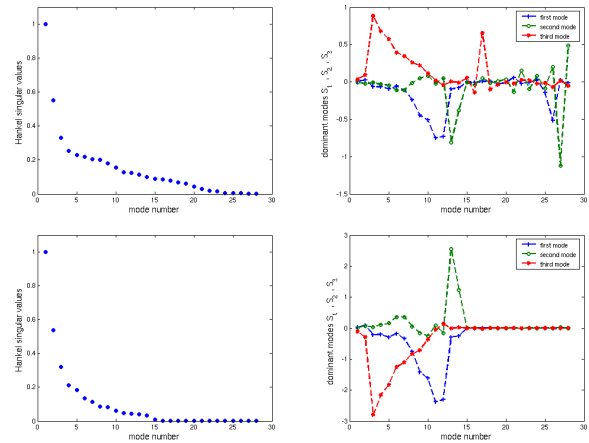 Hankel singular values
1
0.8
0.6
0.4
0.2
0
0 5 10 15 20 25 30
mode number
dominant modes S1 , S2 , S3
1
0.5
0
-0.5
-1
-1.5
0 5 10 15 20 25 30
mode number
first mode
second mode
third mode
Hankel singular values
1
0.8
0.6
0.4
0.2
0
0 5 10 15 20 25 30
mode number
dominant modes S1 , S2 , S3
3
2
1
0
-1
-2
-3
0 5 10 15 20 25 30
mode number
first mode
second mode
third mode